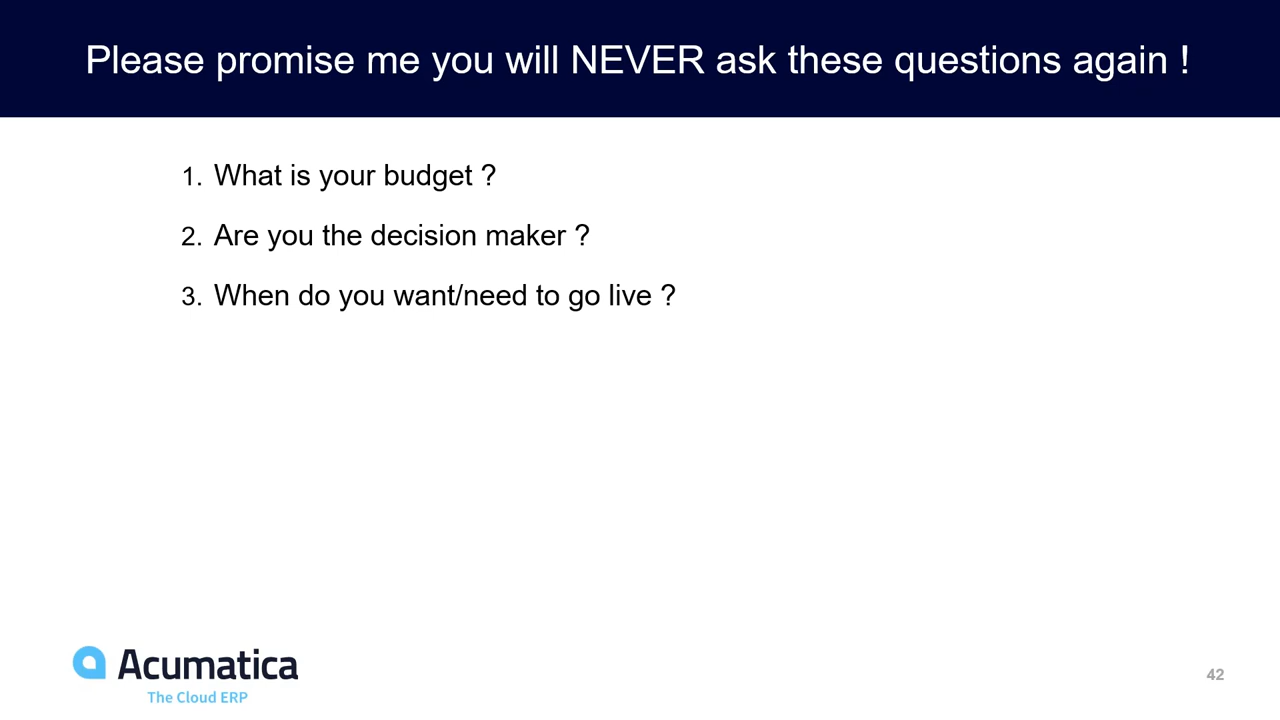 Please promise me you will NEVER ask these questions again !
1. What is your budget ?
2. Are you the decision maker ?
3. When do you want/need to go live ?
Acumatica
The Cloud ERP
42